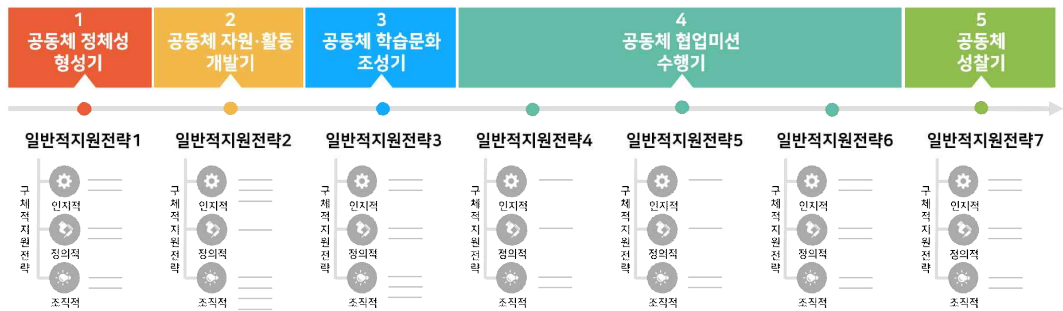 1
공동체 정체성
형성기
2
공동체 자원·활동
개발기
3
공동체 학습문화
조성기
4
공동체 협업미션
수행기
5
공동체
성찰기
일반적지원전략1
일반적지원전략2
일반적지원전략3
일반적지원전략4
일반적지원전략5
일반적지원전략6
일반적지원전략7
구체적지원전략
인지적
정의적
조직적
구체적지원전략
인지적
정의적
조직적
구체적지원전략
인지적
정의적
조직적
구체적지원전략
인지적
정의적
조직적
구체적지원전략
인지적
정의적
조직적
구체적지원전략
인지적
정의적
조직적
구체적지원전략
인지적
정의적
조직적